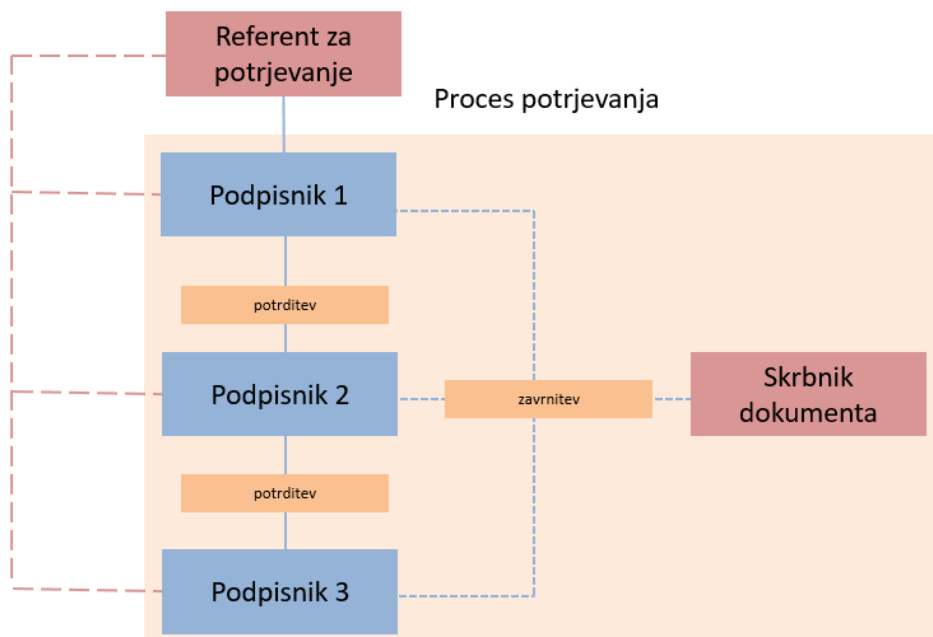 Referent za
potrjevanje
Proces potrjevanja
Podpisnik 1
potrditev
Podpisnik 2
zavrnitev
Skrbnik
dokumenta
potrditev
Podpisnik 3